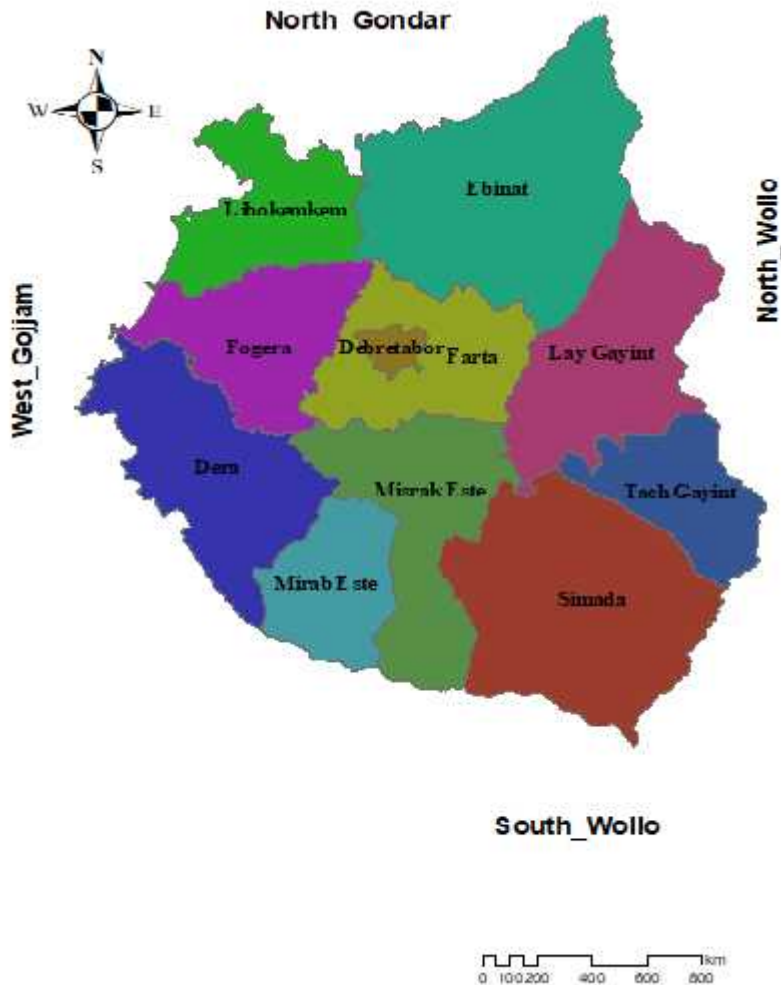 North Gondar
N
W E
S
Ebinat
Libokemkem
North_Wollo
West_Gojjam
Fogera
Debretabor
Farta
Lay Gayint
Dera
Misrak Este
Tach Gayint
Mirab Este
Simada
South_Wollo
km
0 100 200 400 600 800